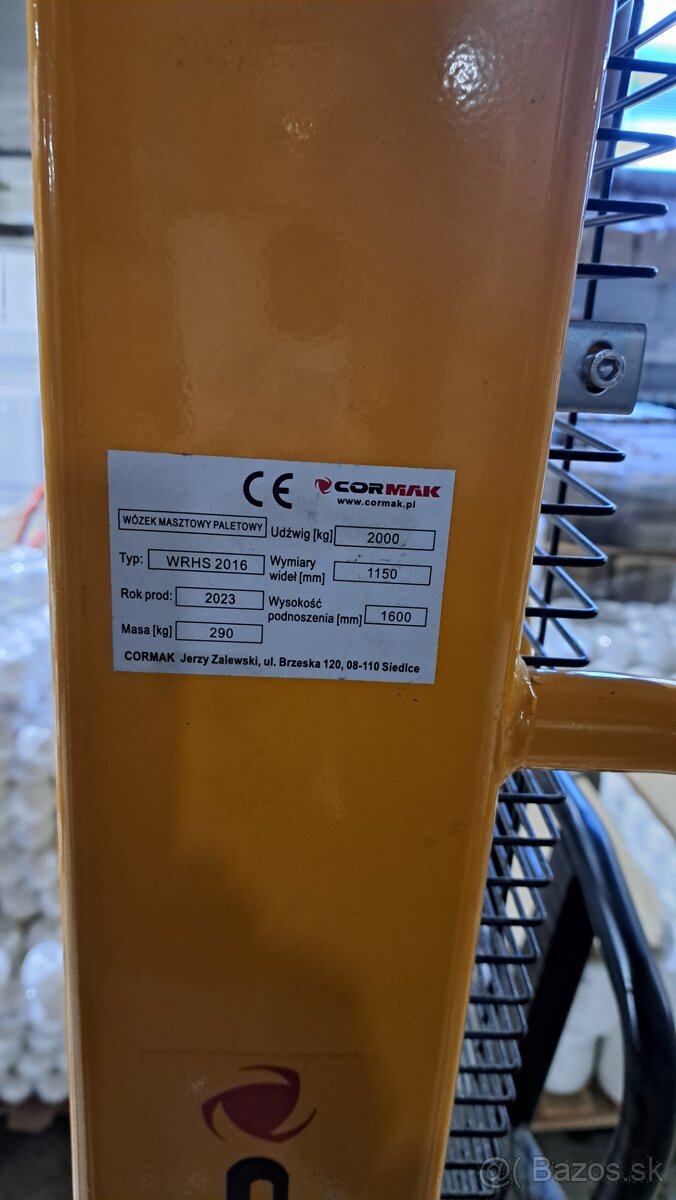 CE CORMAK
www.cormak.pl
WÓZEK MASZTOWY PALETOWY Udźwig [kg] 2000
Typ: WRHS 2016 Wymiary wideł [mm] 1150
Rok prod: 2023 Wysokość podnoszenia [mm] 1600
Masa [kg] 290
CORMAK Jerzy Zalewski, ul. Brzeska 120, 08-110 Siedlce
@( Bazos.sk